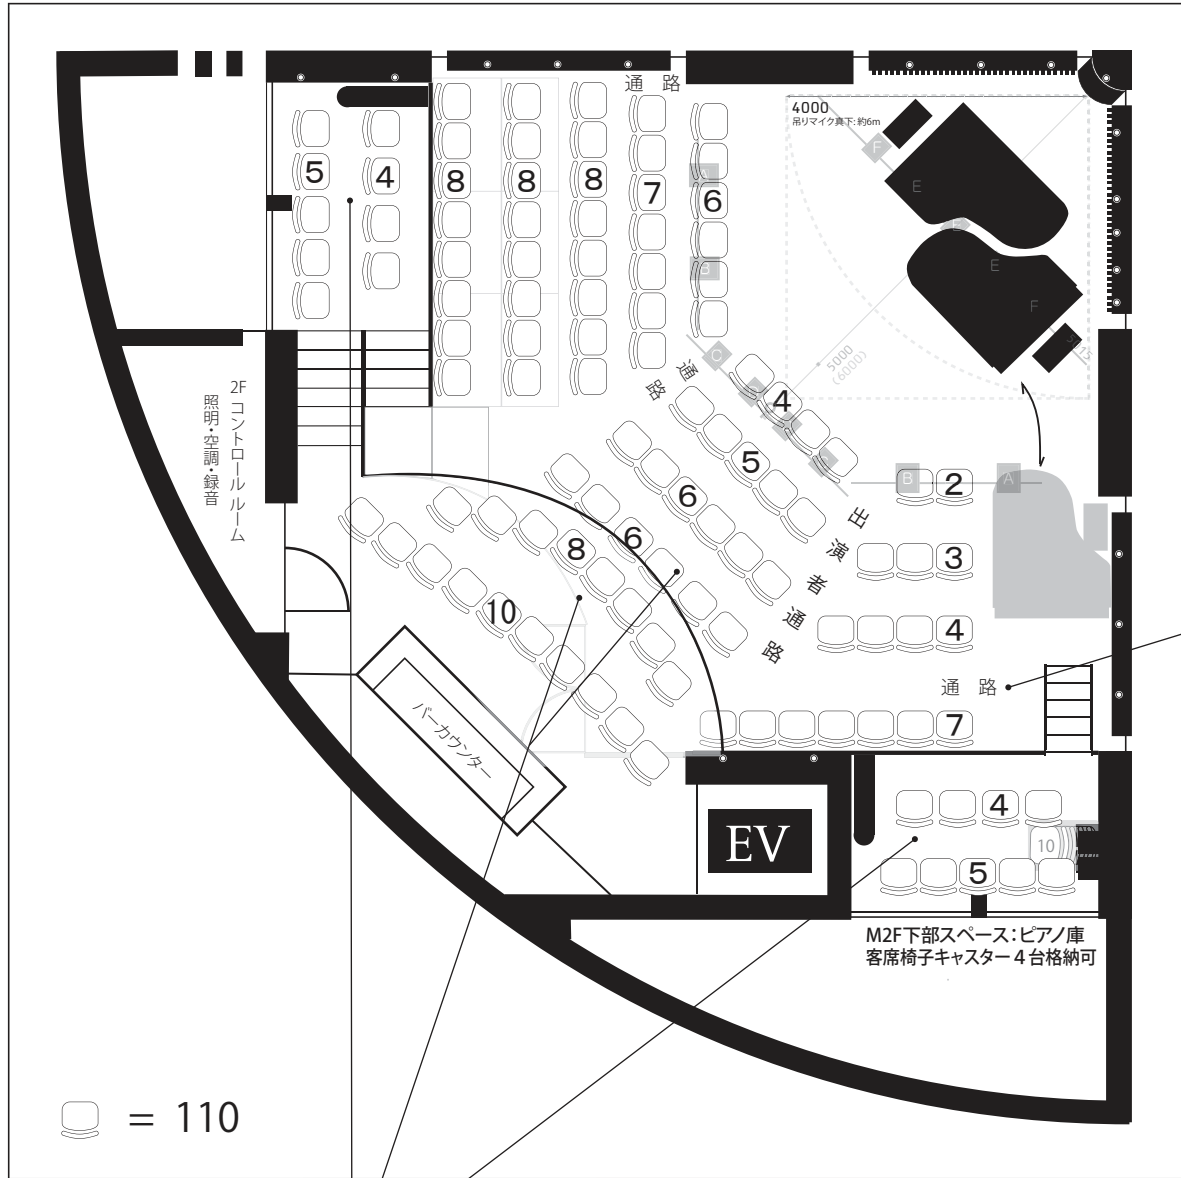 通 路
4000
吊りマイク真下:約6m
F
E
E
E
F
5000
(6000)
5 4 8 8 8 7 6
A
B
C
通路
4
5
6
6
8
10
C
B
A
2
3
4
7
出演者通路
通 路
2F コントロール ルーム
照明・空調・録音
バーカウンター
EV
4
10
5
M2F下部スペース:ピアノ庫
客席椅子キャスター４台格納可
= 110